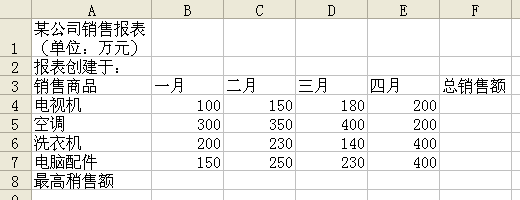 A B C D E F
1 某公司销售报表
（单位：万元）
2 报表创建于：
3 销售商品 一月 二月 三月 四月 总销售额
4 电视机 100 150 180 200
5 空调 300 350 400 200
6 洗衣机 200 230 140 400
7 电脑配件 150 250 230 400
8 最高稍售额